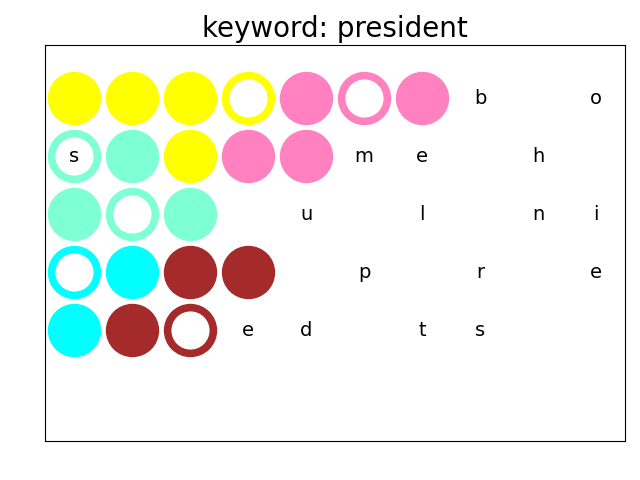 keyword: president
b o
s m e h
u l n i
p r e
e d t s